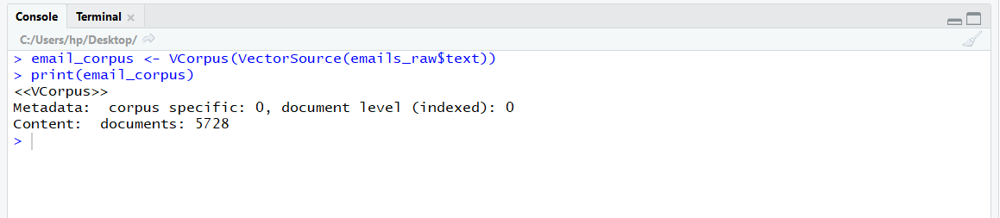 Console Terminal
C:/Users/hp/Desktop/
> email_corpus <- VCorpus(VectorSource(emails_raw$text))
> print(email_corpus)
<<VCorpus>>
Metadata:  corpus specific: 0, document level (indexed): 0
Content:  documents: 5728
>